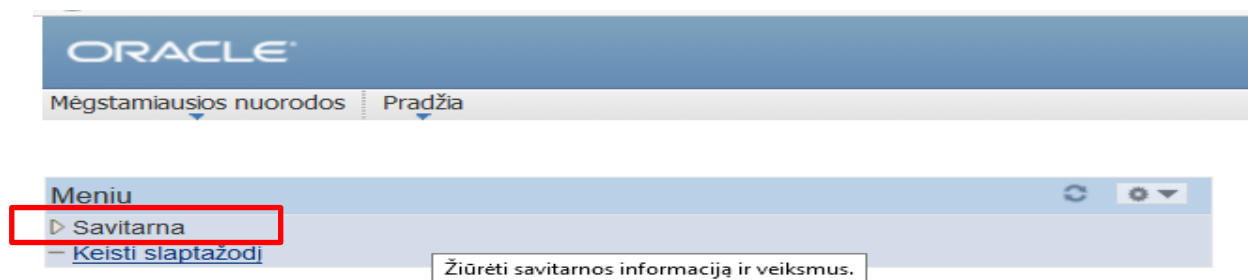 ORACLE
Mėgstamiausios nuorodos Pradžia
Meniu
Savitarna
Keisti slaptažodį
Žiūrėti savitarnos informaciją ir veiksmus.